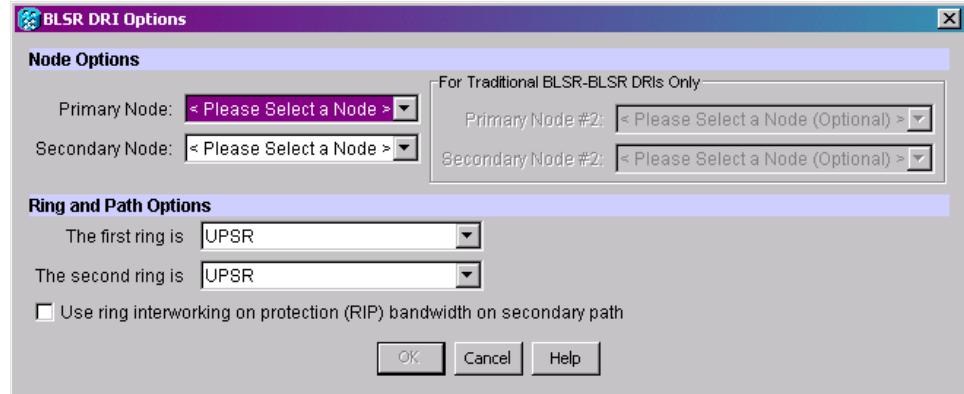 BLSR DRI Options
Node Options
For Traditional BLSR-BLSR DRIs Only
Primary Node: < Please Select a Node >
Primary Node #2: < Please Select a Node (Optional) >
Secondary Node: < Please Select a Node >
Secondary Node #2: < Please Select a Node (Optional) >
Ring and Path Options
The first ring is UPSR
The second ring is UPSR
Use ring interworking on protection (RIP) bandwidth on secondary path
OK Cancel Help